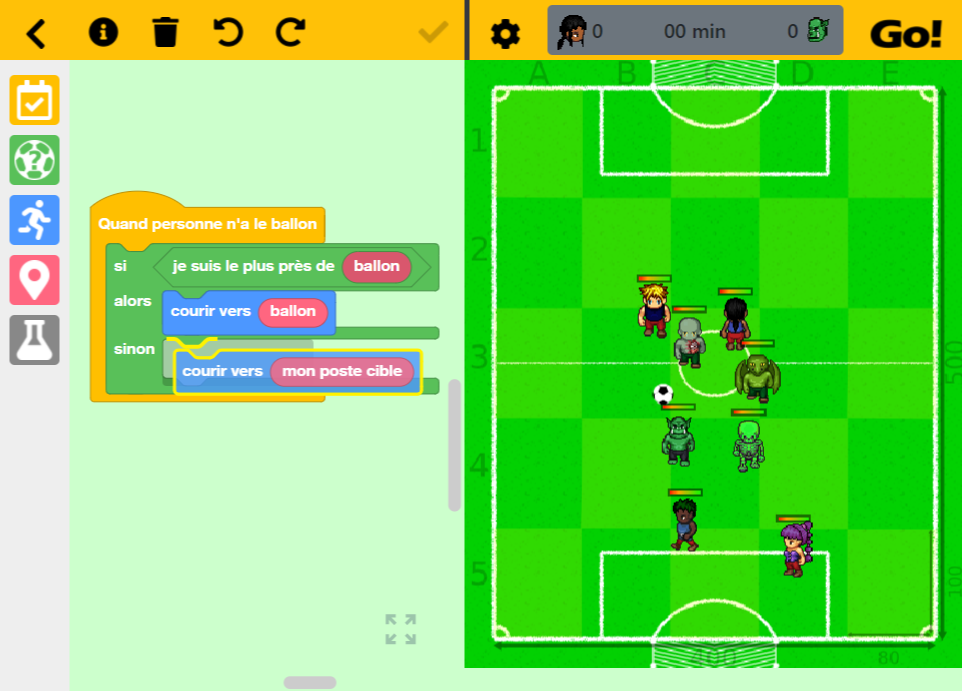 0 00 min 0 Go!
A B C D E
1
2
3
4
5
Quand personne n'a le ballon
si je suis le plus près de ballon
alors courir vers ballon
sinon
courir vers mon poste cible
500
100
400 80